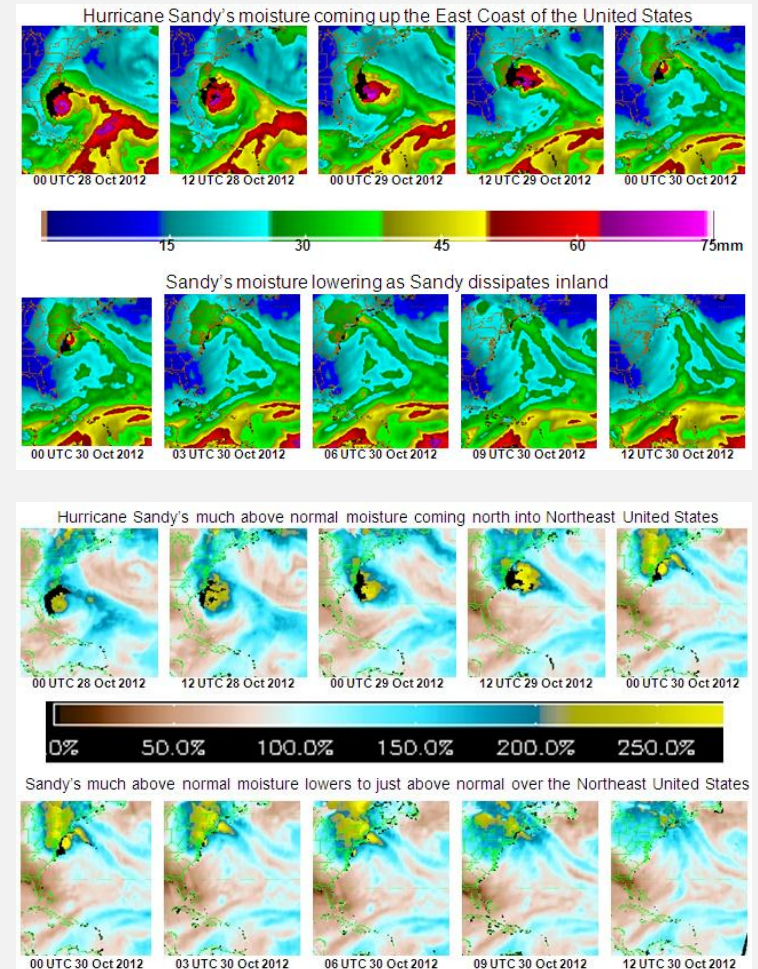 Hurricane Sandy's moisture coming up the East Coast of the United States
00 UTC 28 Oct 2012 12 UTC 28 Oct 2012 00 UTC 29 Oct 2012 12 UTC 29 Oct 2012 00 UTC 30 Oct 2012
15 30 45 60 75mm
Sandy's moisture lowering as Sandy dissipates inland
00 UTC 30 Oct 2012 03 UTC 30 Oct 2012 06 UTC 30 Oct 2012 09 UTC 30 Oct 2012 12 UTC 30 Oct 2012
Hurricane Sandy's much above normal moisture coming north into Northeast United States
00 UTC 28 Oct 2012 12 UTC 28 Oct 2012 00 UTC 29 Oct 2012 12 UTC 29 Oct 2012 00 UTC 30 Oct 2012
.0% 50.0% 100.0% 150.0% 200.0% 250.0%
Sandy's much above normal moisture lowers to just above normal over the Northeast United States
00 UTC 30 Oct 2012 03 UTC 30 Oct 2012 06 UTC 30 Oct 2012 09 UTC 30 Oct 2012 12 UTC 30 Oct 2012